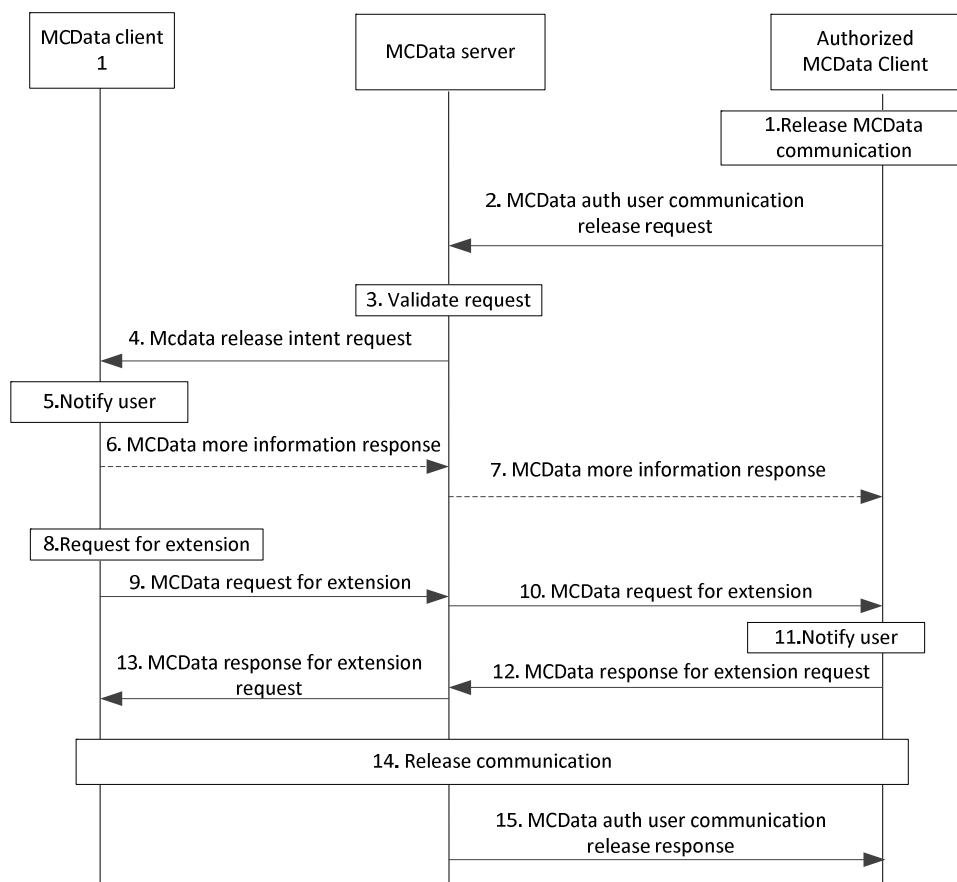 MCData client
1
MCData server
Authorized
MCData Client
1.Release MCData
communication
2. MCData auth user communication
release request
3. Validate request
4. Mcdata release intent request
5.Notify user
6. MCData more information response
7. MCData more information response
8.Request for extension
9. MCData request for extension
10. MCData request for extension
11.Notify user
12. MCData response for extension request
13. MCData response for extension
request
14. Release communication
15. MCData auth user communication
release response